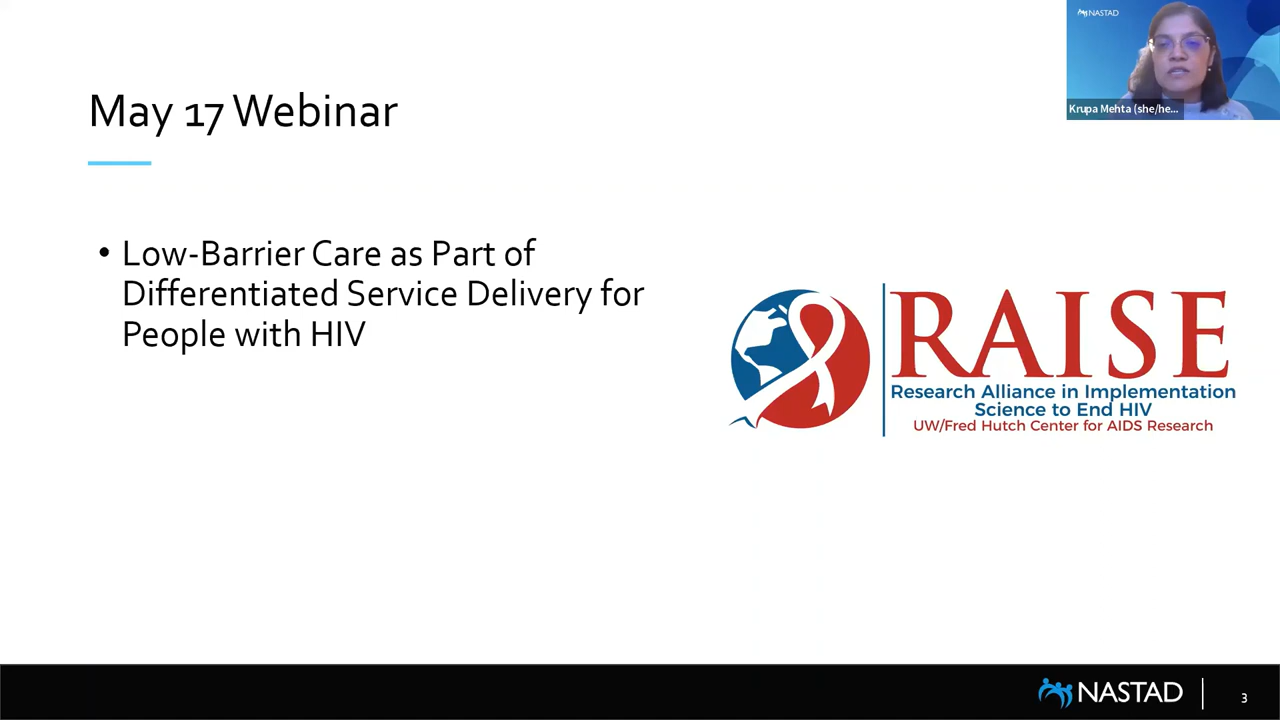 NASTAD
Krupa Mehta (she/he...
May 17 Webinar
• Low-Barrier Care as Part of
Differentiated Service Delivery for
People with HIV
RAISE
Research Alliance in Implementation
Science to End HIV
UW/Fred Hutch Center for AIDS Research
NASTAD
3